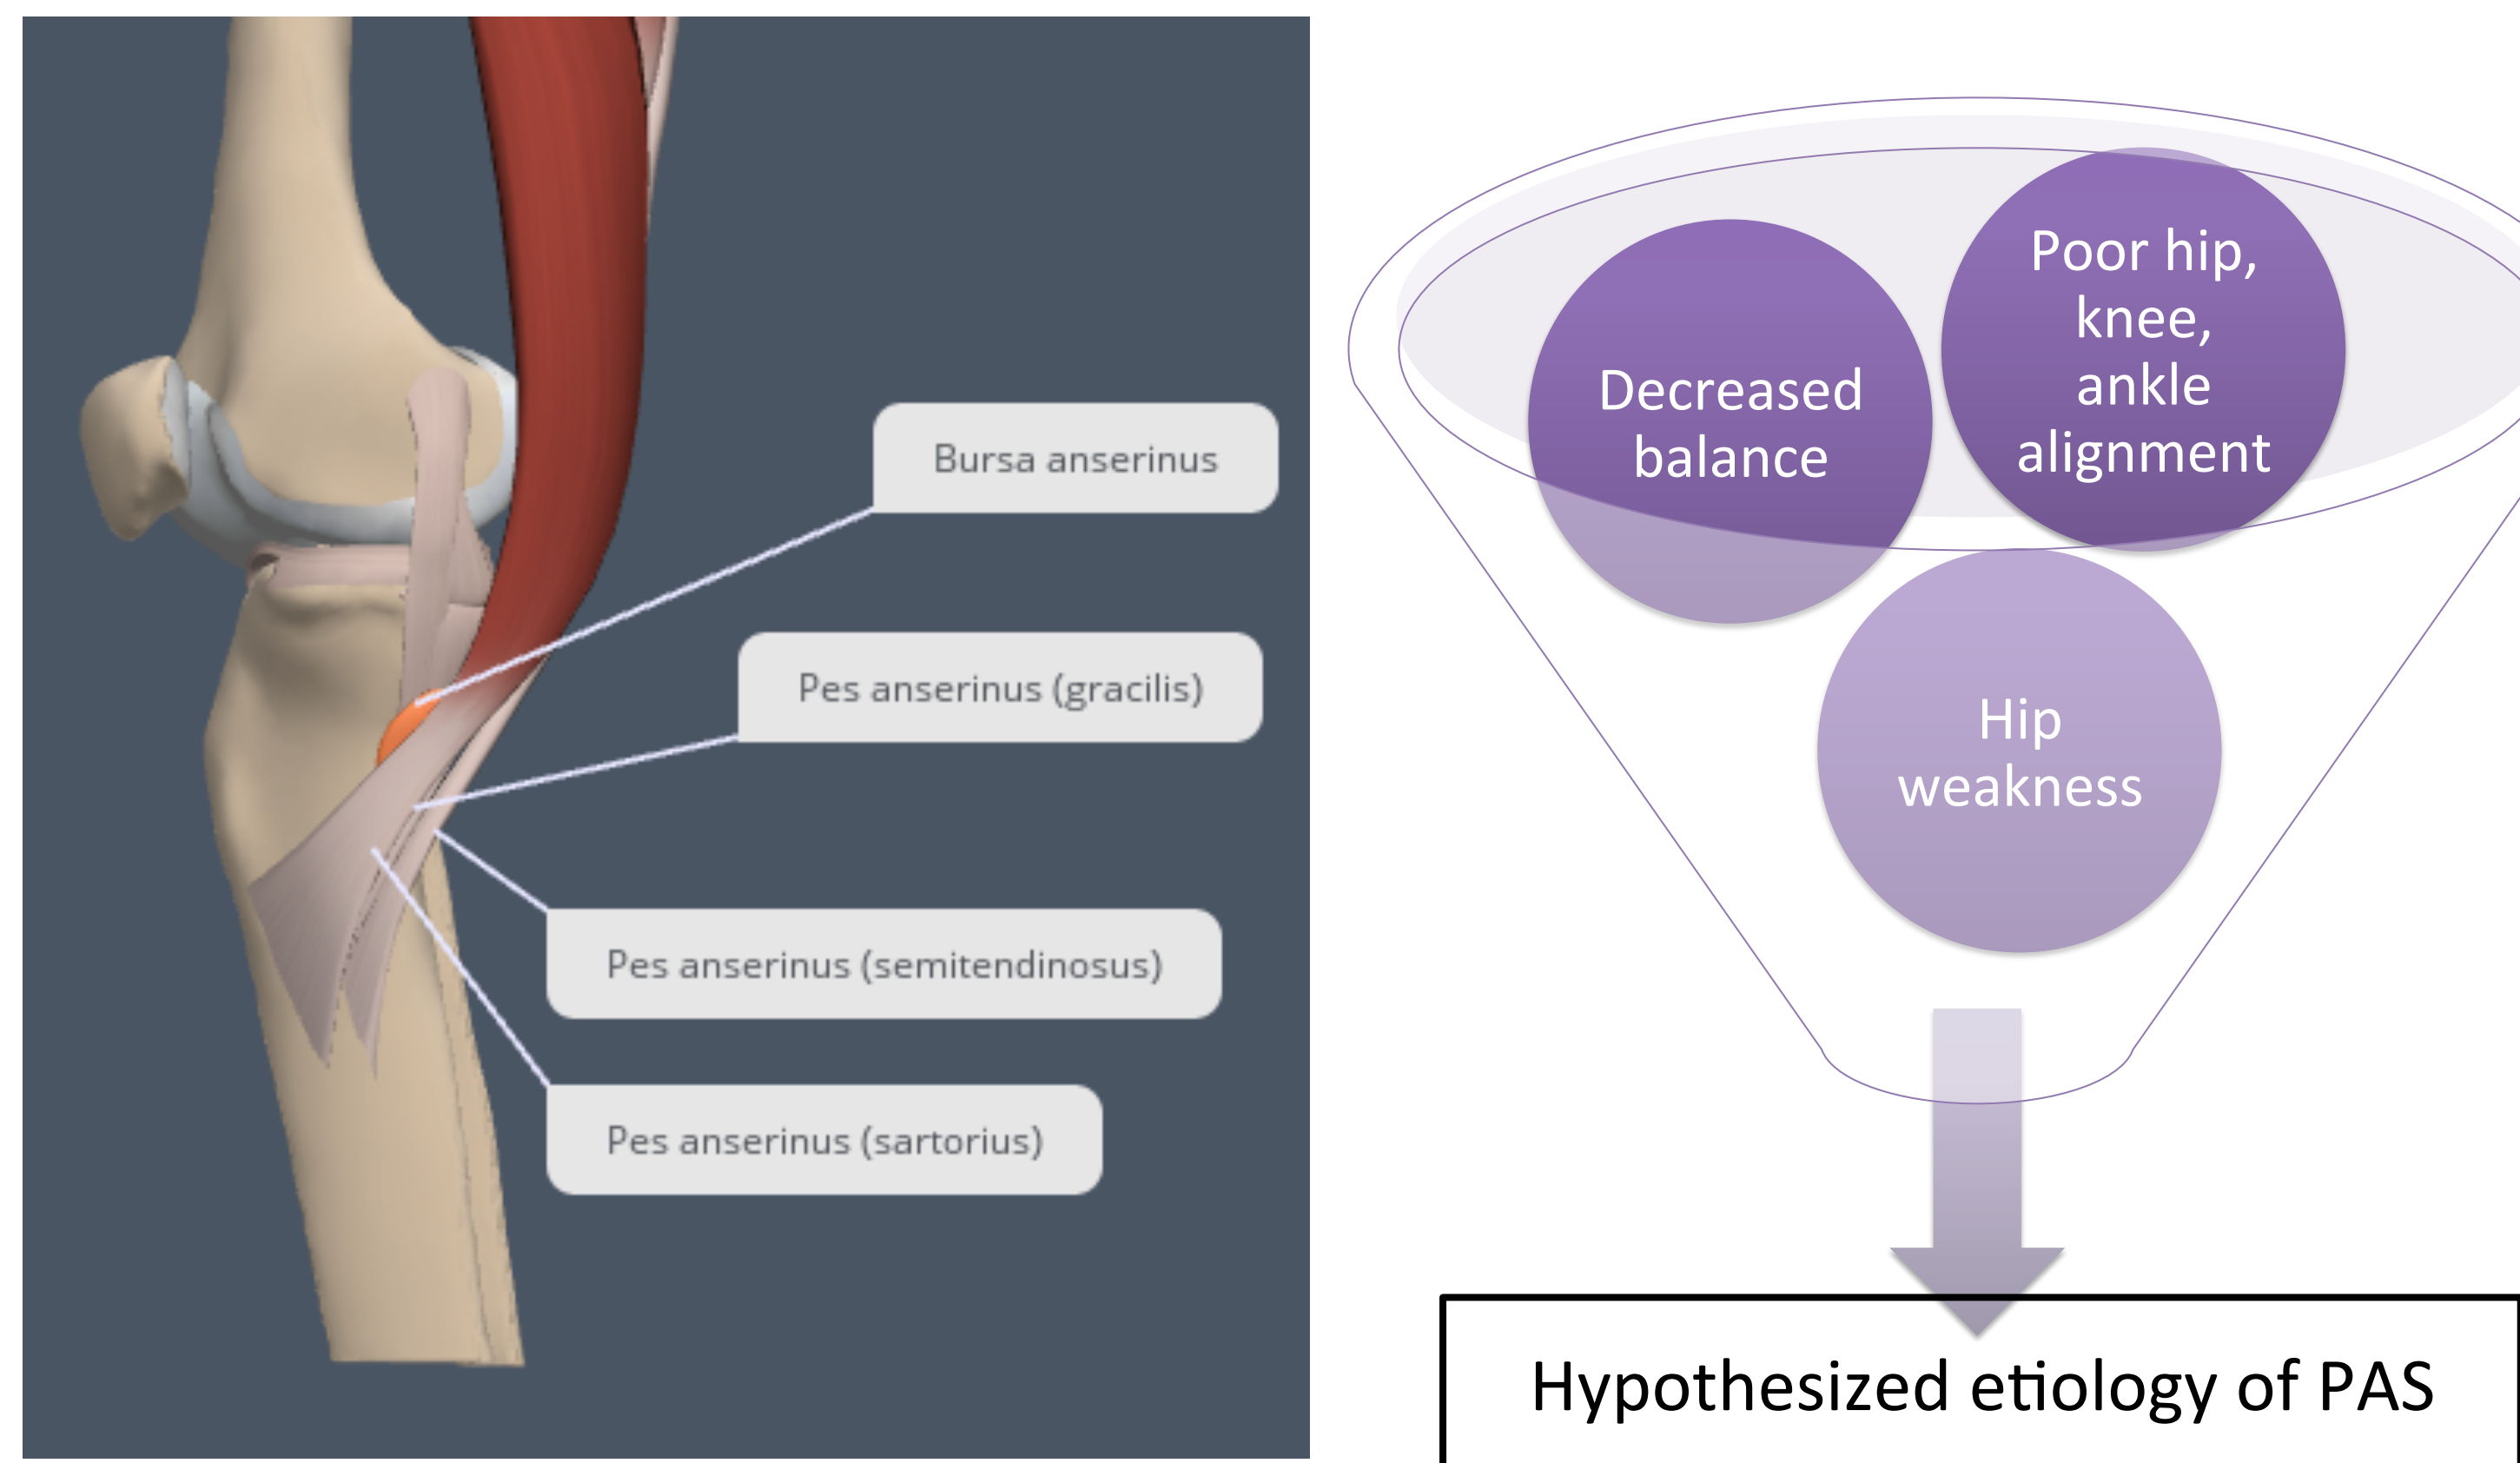 Bursa anserinus
Pes anserinus (gracilis)
Pes anserinus (semitendinosus)
Pes anserinus (sartorius)
Decreased
balance
Poor hip,
knee,
ankle
alignment
Hip
weakness
Hypothesized etiology of PAS